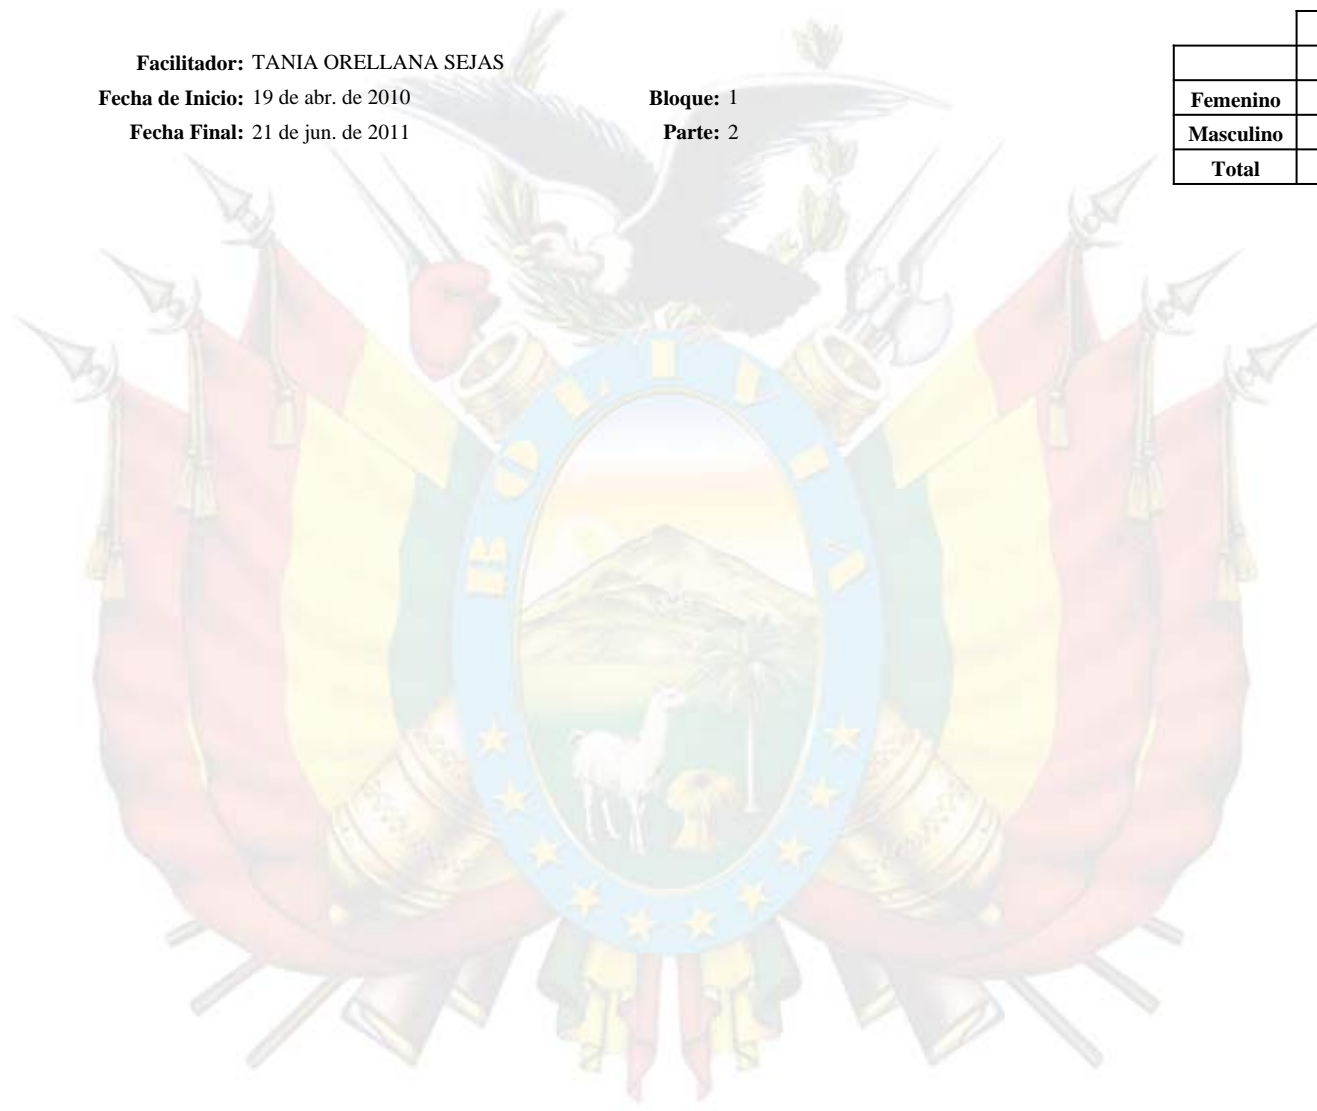 Facilitador: TANIA ORELLANA SEJAS
Fecha de Inicio: 19 de abr. de 2010 Bloque: 1
Fecha Final: 21 de jun. de 2011 Parte: 2
Femenino
Masculino
Total
BOLIVIA